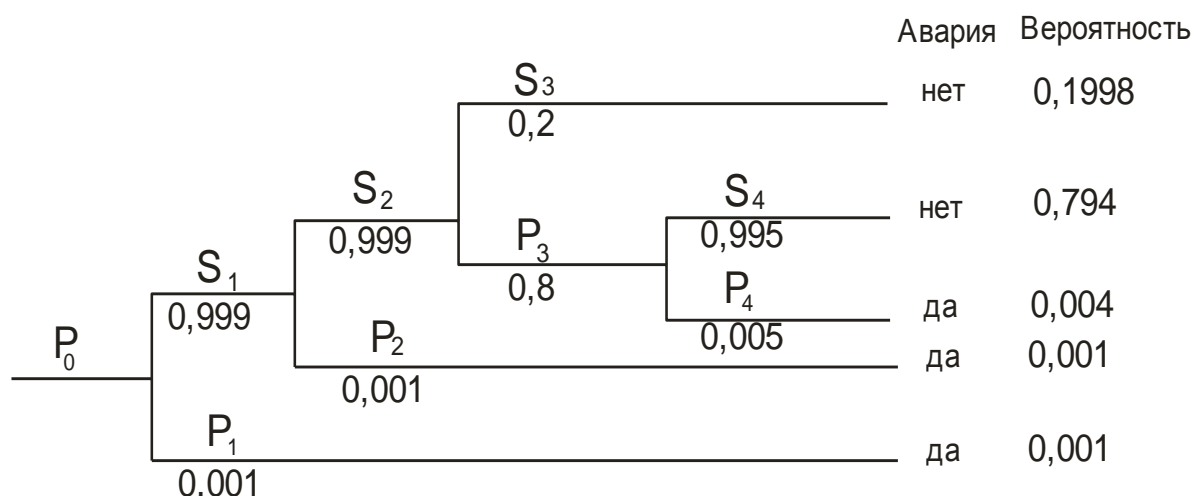 Авария Вероятность
S3 нет 0,1998
0,2
S2 S4 нет 0,794
0,999 P3 0,995
S1 0,8 P4 да 0,004
0,999 P2 0,005
P0 да 0,001
0,001
P1 да 0,001
0,001